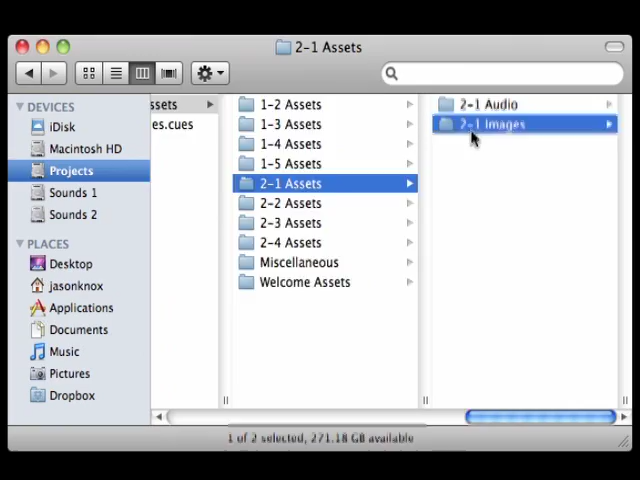 2-1 Assets
DEVICES
iDisk
Macintosh HD
Projects
Sounds 1
Sounds 2
PLACES
Desktop
jasonknox
Applications
Documents
Music
Pictures
Dropbox
ssets
es.cues
1-2 Assets
1-3 Assets
1-4 Assets
1-5 Assets
2-1 Assets
2-2 Assets
2-3 Assets
2-4 Assets
Miscellaneous
Welcome Assets
2-1 Audio
2-1 Images
1 of 2 selected, 271.18 GB available